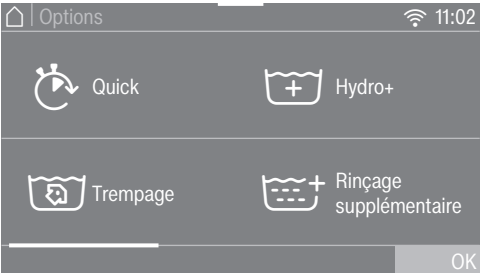 Options
11:02
Quick
Hydro+
Trempage
Rinçage
supplémentaire
OK